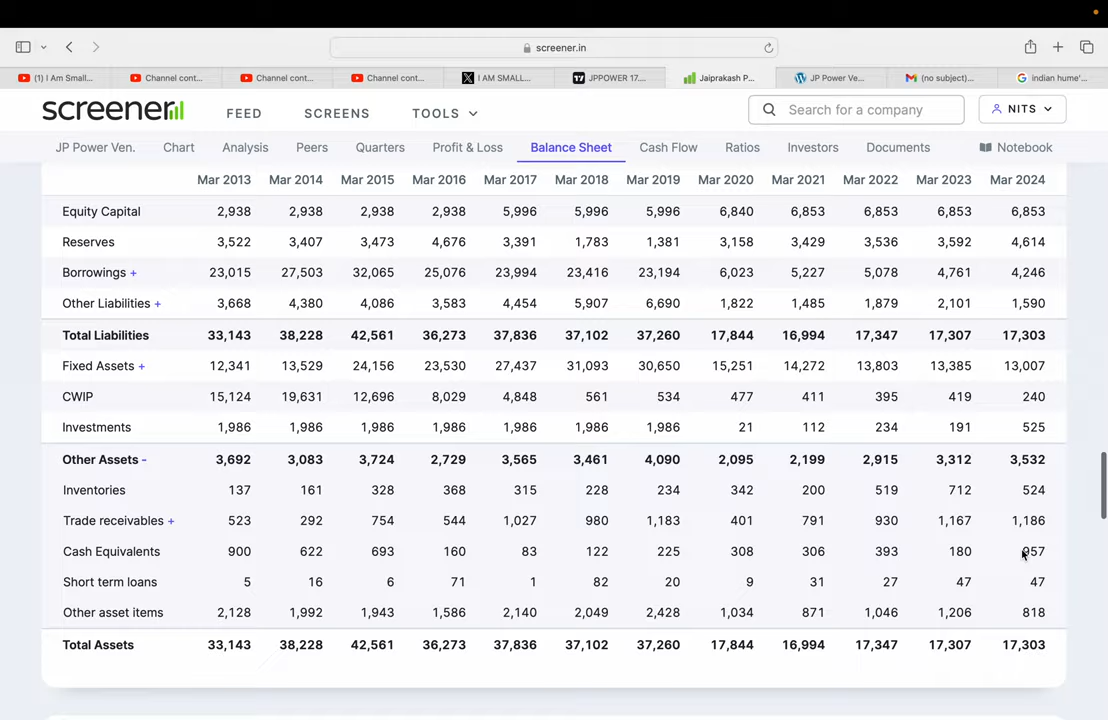 screener.in
(1) I Am Small...
Channel cont...
Channel cont...
Channel cont...
I AM SMALL...
JPPOWER 17....
Jaiprakash P...
JP Power Ve...
(no subject)...
indian hume'...
screener
FEED
SCREENS
TOOLS
Search for a company
NITS
JP Power Ven.
Chart
Analysis
Peers
Quarters
Profit & Loss
Balance Sheet
Cash Flow
Ratios
Investors
Documents
Notebook
Mar 2013 Mar 2014 Mar 2015 Mar 2016 Mar 2017 Mar 2018 Mar 2019 Mar 2020 Mar 2021 Mar 2022 Mar 2023 Mar 2024
Equity Capital 2,938 2,938 2,938 2,938 5,996 5,996 5,996 6,840 6,853 6,853 6,853 6,853
Reserves 3,522 3,407 3,473 4,676 3,391 1,783 1,381 3,158 3,429 3,536 3,592 4,614
Borrowings + 23,015 27,503 32,065 25,076 23,994 23,416 23,194 6,023 5,227 5,078 4,761 4,246
Other Liabilities + 3,668 4,380 4,086 3,583 4,454 5,907 6,690 1,822 1,485 1,879 2,101 1,590
Total Liabilities 33,143 38,228 42,561 36,273 37,836 37,102 37,260 17,844 16,994 17,347 17,307 17,303
Fixed Assets + 12,341 13,529 24,156 23,530 27,437 31,093 30,650 15,251 14,272 13,803 13,385 13,007
CWIP 15,124 19,631 12,696 8,029 4,848 561 534 477 411 395 419 240
Investments 1,986 1,986 1,986 1,986 1,986 1,986 1,986 21 112 234 191 525
Other Assets - 3,692 3,083 3,724 2,729 3,565 3,461 4,090 2,095 2,199 2,915 3,312 3,532
Inventories 137 161 328 368 315 228 234 342 200 519 712 524
Trade receivables + 523 292 754 544 1,027 980 1,183 401 791 930 1,167 1,186
Cash Equivalents 900 622 693 160 83 122 225 308 306 393 180 957
Short term loans 5 16 6 71 1 82 20 9 31 27 47 47
Other asset items 2,128 1,992 1,943 1,586 2,140 2,049 2,428 1,034 871 1,046 1,206 818
Total Assets 33,143 38,228 42,561 36,273 37,836 37,102 37,260 17,844 16,994 17,347 17,307 17,303